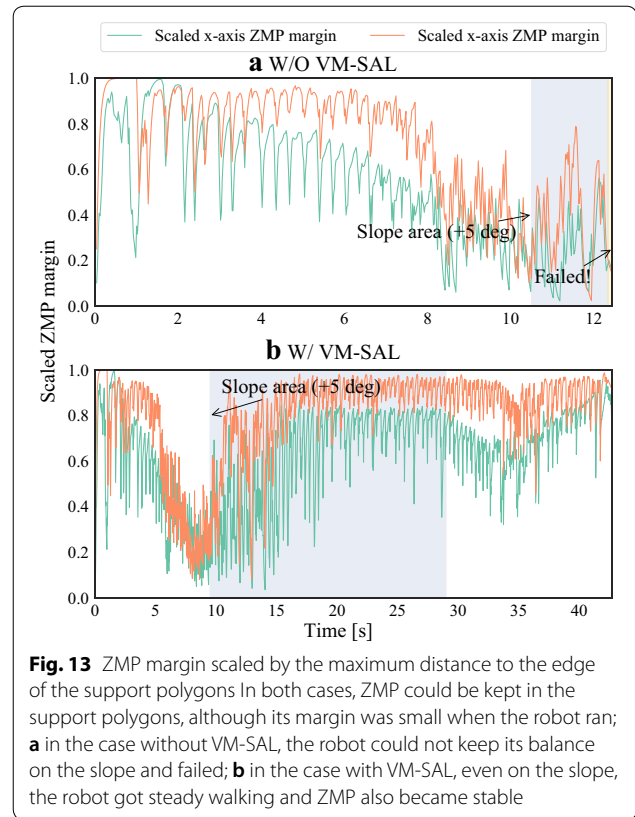 Scaled x-axis ZMP margin Scaled x-axis ZMP margin
a W/O VM-SAL
1.0
0.8
0.6
0.4
0.2
0.0
Slope area (+5 deg)
Failed!
0 2 4 6 8 10 12
Scaled ZMP margin
b W/ VM-SAL
1.0
0.8
0.6
0.4
0.2
0.0
Slope area (+5 deg)
0 5 10 15 20 25 30 35 40
Time [s]
Fig. 13 ZMP margin scaled by the maximum distance to the edge
of the support polygons In both cases, ZMP could be kept in the
support polygons, although its margin was small when the robot ran;
a in the case without VM-SAL, the robot could not keep its balance
on the slope and failed; b in the case with VM-SAL, even on the slope,
the robot got steady walking and ZMP also became stable